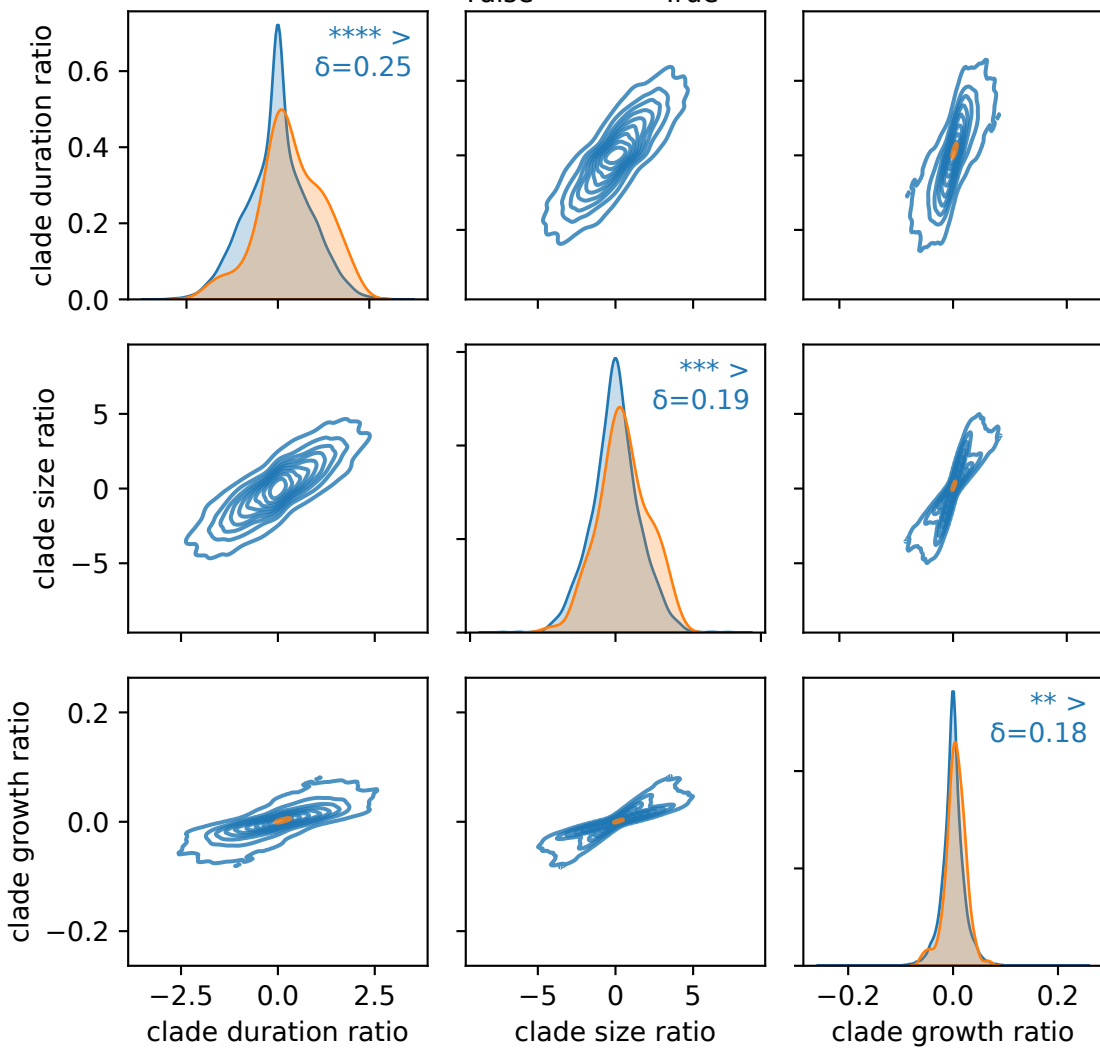 True
clade duration ratio
0.6
0.4
0.2
0.0
**** >
δ=0.25
clade size ratio
5
0
−5
*** >
δ=0.19
clade growth ratio
0.2
0.0
−0.2
** >
δ=0.18
−2.5
0.0
2.5
clade duration ratio
−5
0
5
clade size ratio
−0.2
0.0
0.2
clade growth ratio